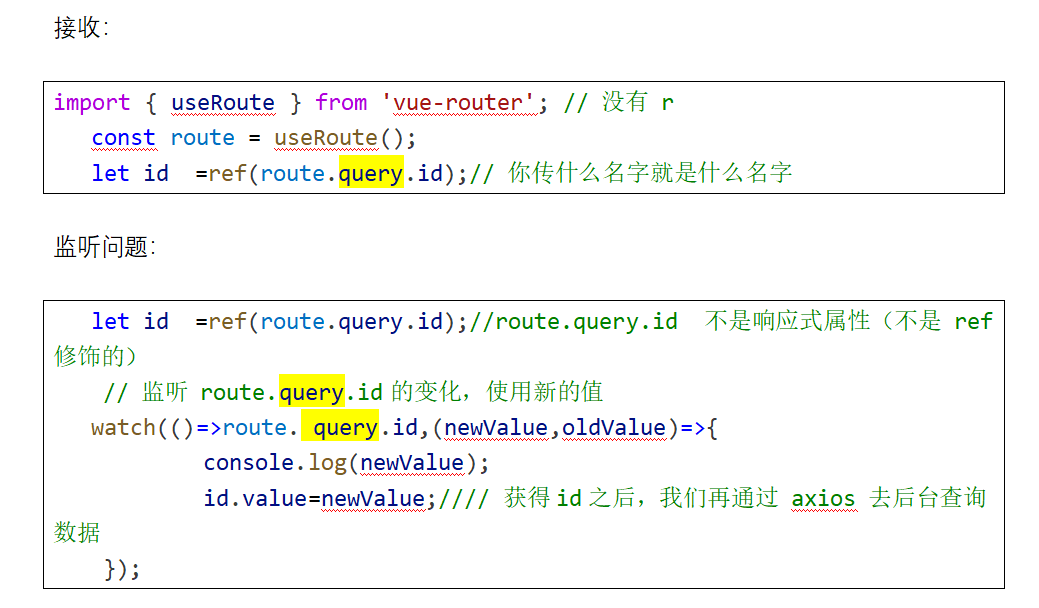 接收：
import { useRoute } from 'vue-router'; // 没有 r
const route = useRoute();
let id  =ref(route.query.id);// 你传什么名字就是什么名字
监听问题：
let id  =ref(route.query.id);//route.query.id  不是响应式属性（不是 ref
修饰的）
// 监听 route.query.id 的变化，使用新的值
watch(()=>route. query.id,(newValue,oldValue)=>{
console.log(newValue);
id.value=newValue;//// 获得 id 之后，我们再通过 axios 去后台查询
数据
});